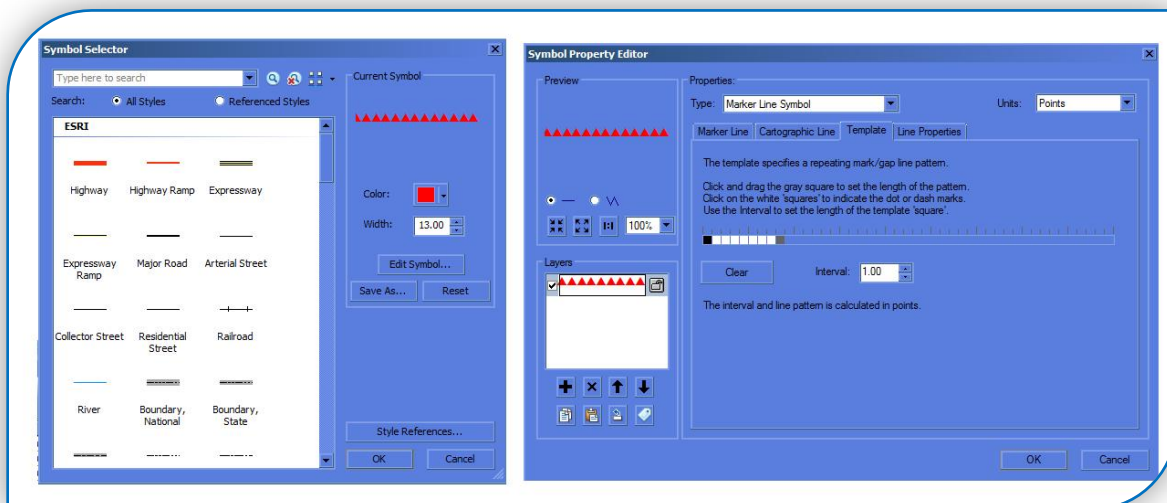 Symbol Selector
Type here to search
Search: All Styles Referenced Styles
ESRI
Highway Highway Ramp Expressway
Expressway Ramp Major Road Arterial Street
Collector Street Residential Street Railroad
River Boundary, National Boundary, State
Current Symbol
Color:
Width: 13.00
Edit Symbol...
Save As... Reset
Style References...
OK Cancel
Symbol Property Editor
Preview
1:1 100%
Layers
Properties:
Type: Marker Line Symbol Units: Points
Marker Line Cartographic Line Template Line Properties
The template specifies a repeating mark/gap line pattern.
Click and drag the gray square to set the length of the pattern.
Click on the white 'squares' to indicate the dot or dash marks.
Use the Interval to set the length of the template 'square'.
Clear Interval: 1.00
The interval and line pattern is calculated in points.
OK Cancel